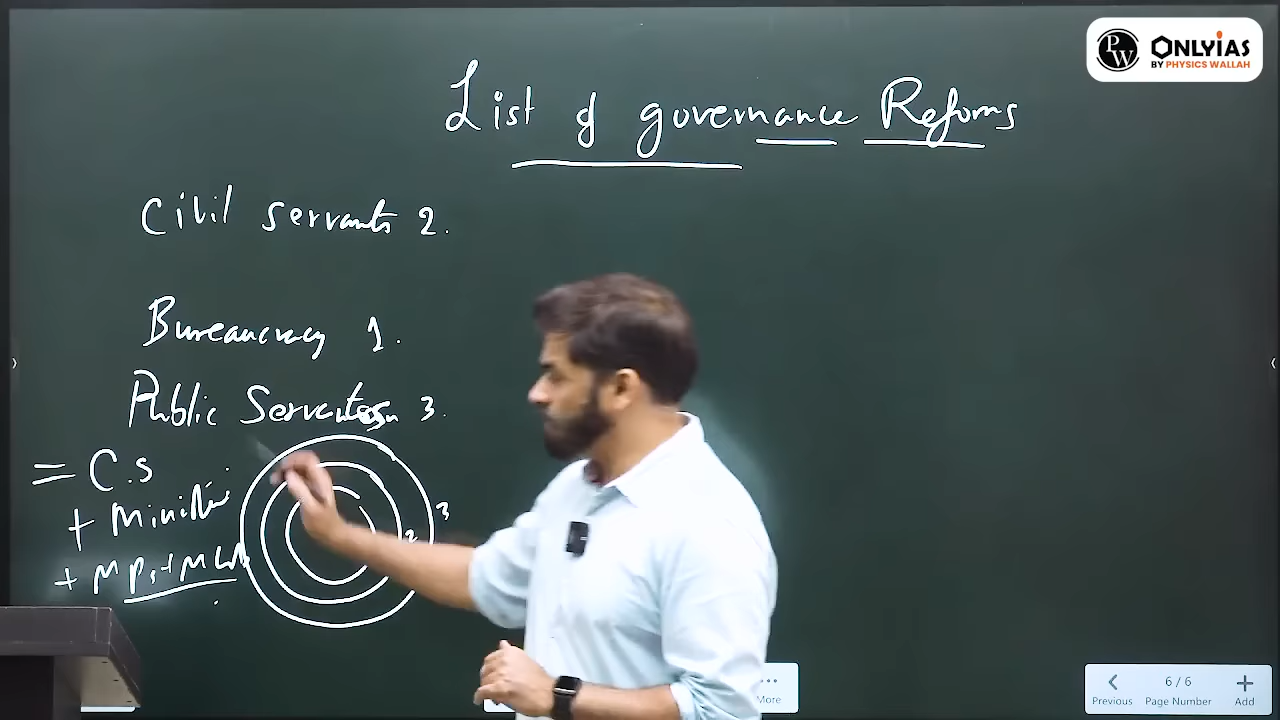 PW ONLYIAS
BY PHYSICS WALLAH
List of governance Reforms
Civil servants 2.
Bureaucracy 1.
Public Servants 3.
= C.S
+ Minister
+ MPs + MLAs
3
2
More
Previous
6 / 6
Page Number
Add